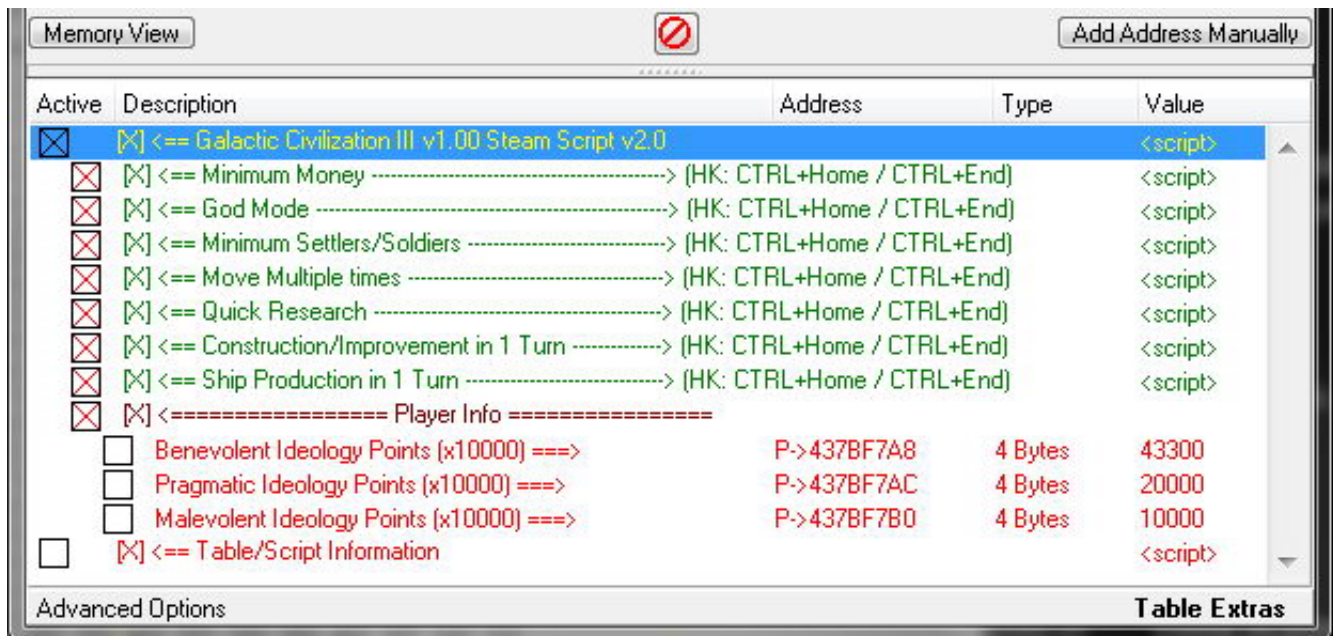 Memory View Add Address Manually
Active Description Address Type Value
[X] <== Galactic Civilization III v1.00 Steam Script v2.0 <script>
[X] <== Minimum Money ----------------------------------------> (HK: CTRL+Home / CTRL+End) <script>
[X] <== God Mode ------------------------------------------------> (HK: CTRL+Home / CTRL+End) <script>
[X] <== Minimum Settlers/Soldiers ---------------------------> (HK: CTRL+Home / CTRL+End) <script>
[X] <== Move Multiple times -----------------------------------> (HK: CTRL+Home / CTRL+End) <script>
[X] <== Quick Research ---------------------------------------> (HK: CTRL+Home / CTRL+End) <script>
[X] <== Construction/Improvement in 1 Turn ------------> (HK: CTRL+Home / CTRL+End) <script>
[X] <== Ship Production in 1 Turn ---------------------------> (HK: CTRL+Home / CTRL+End) <script>
[X] <================= Player Info ================
Benevolent Ideology Points (x10000) ===> P->437BF7A8 4 Bytes 43300
Pragmatic Ideology Points (x10000) ===> P->437BF7AC 4 Bytes 20000
Malevolent Ideology Points (x10000) ===> P->437BF7B0 4 Bytes 10000
[X] <== Table/Script Information <script>
Advanced Options Table Extras